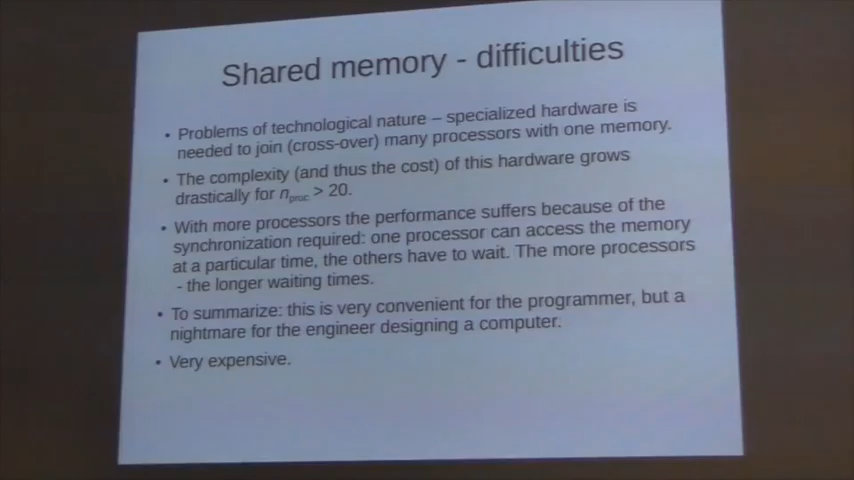 Shared memory - difficulties
• Problems of technological nature – specialized hardware is
needed to join (cross-over) many processors with one memory.
• The complexity (and thus the cost) of this hardware grows
drastically for nproc > 20.
• With more processors the performance suffers because of the
synchronization required: one processor can access the memory
at a particular time, the others have to wait. The more processors
- the longer waiting times.
• To summarize: this is very convenient for the programmer, but a
nightmare for the engineer designing a computer.
• Very expensive.